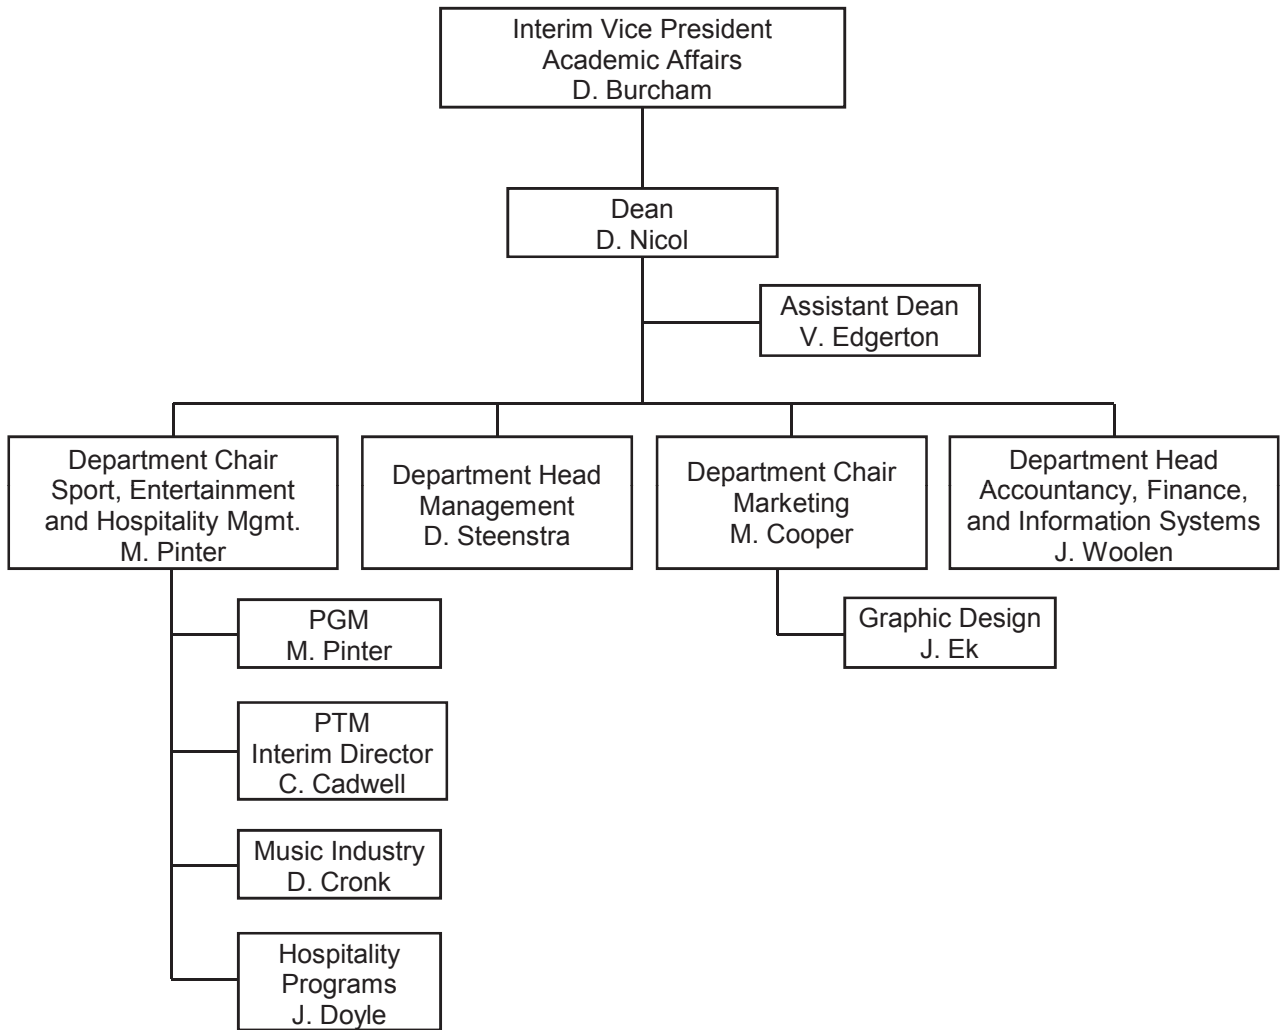 Interim Vice President
Academic Affairs
D. Burcham
Dean
D. Nicol
Assistant Dean
V. Edgerton
Department Chair
Sport, Entertainment
and Hospitality Mgmt.
M. Pinter
Department Head
Management
D. Steenstra
Department Chair
Marketing
M. Cooper
Department Head
Accountancy, Finance,
and Information Systems
J. Woolen
PGM
M. Pinter
PTM
Interim Director
C. Cadwell
Music Industry
D. Cronk
Hospitality
Programs
J. Doyle
Graphic Design
J. Ek